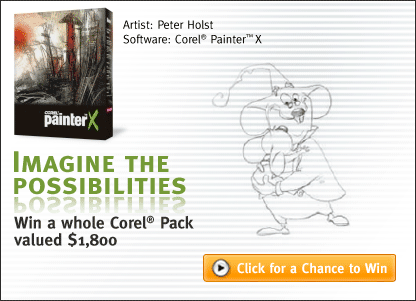 Artist: Peter Holst
Software: Corel® Painter™ X
COREL
painter X
IMAGINE THE
POSSIBILITIES
Win a whole Corel® Pack
valued $1,800
Click for a Chance to Win